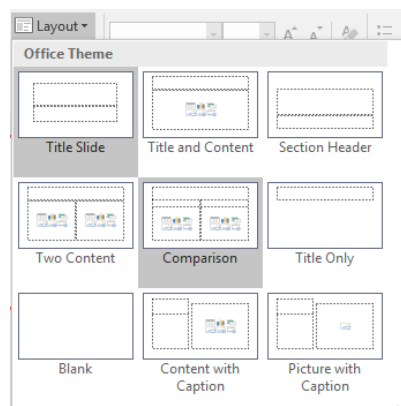 Layout
A A A
Office Theme
Title Slide Title and Content Section Header
Two Content Comparison Title Only
Blank Content with Caption Picture with Caption